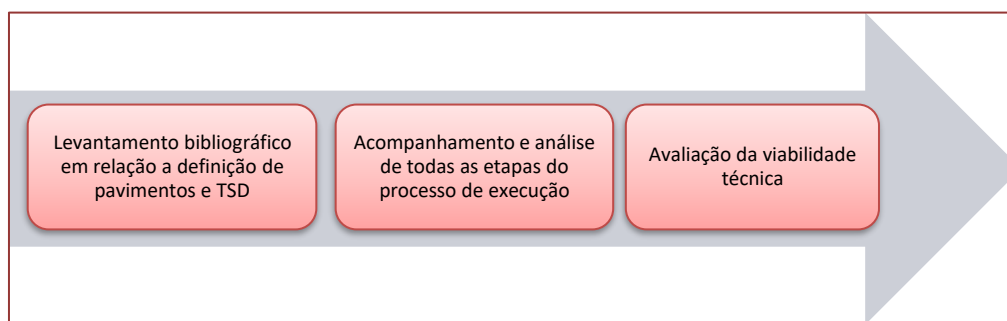 Levantamento bibliográfico
em relação a definição de
pavimentos e TSD
Acompanhamento e análise
de todas as etapas do
processo de execução
Avaliação da viabilidade
técnica